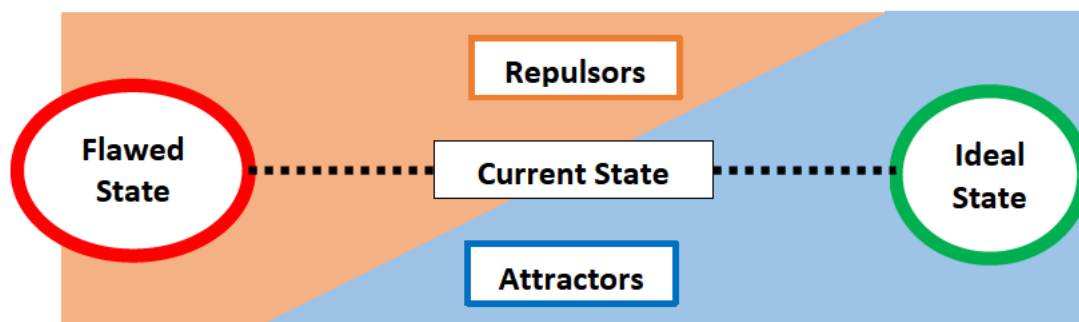 Repulsors
Flawed
State
Current State
Ideal
State
Attractors